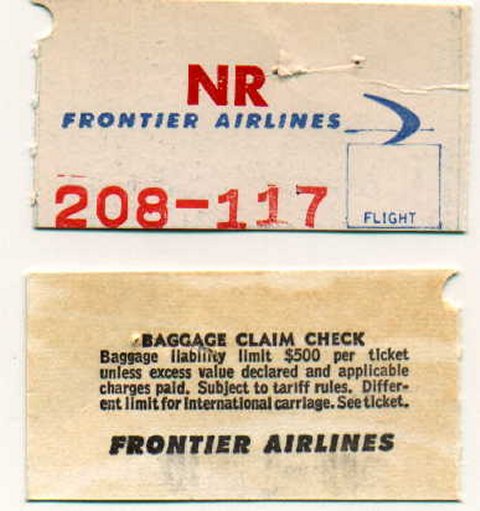 NR
FRONTIER AIRLINES
208-117
FLIGHT
BAGGAGE CLAIM CHECK
Baggage liability limit $500 per ticket
unless excess value declared and applicable
charges paid. Subject to tariff rules. Differ-
ent limit for International carriage. See ticket.
FRONTIER AIRLINES